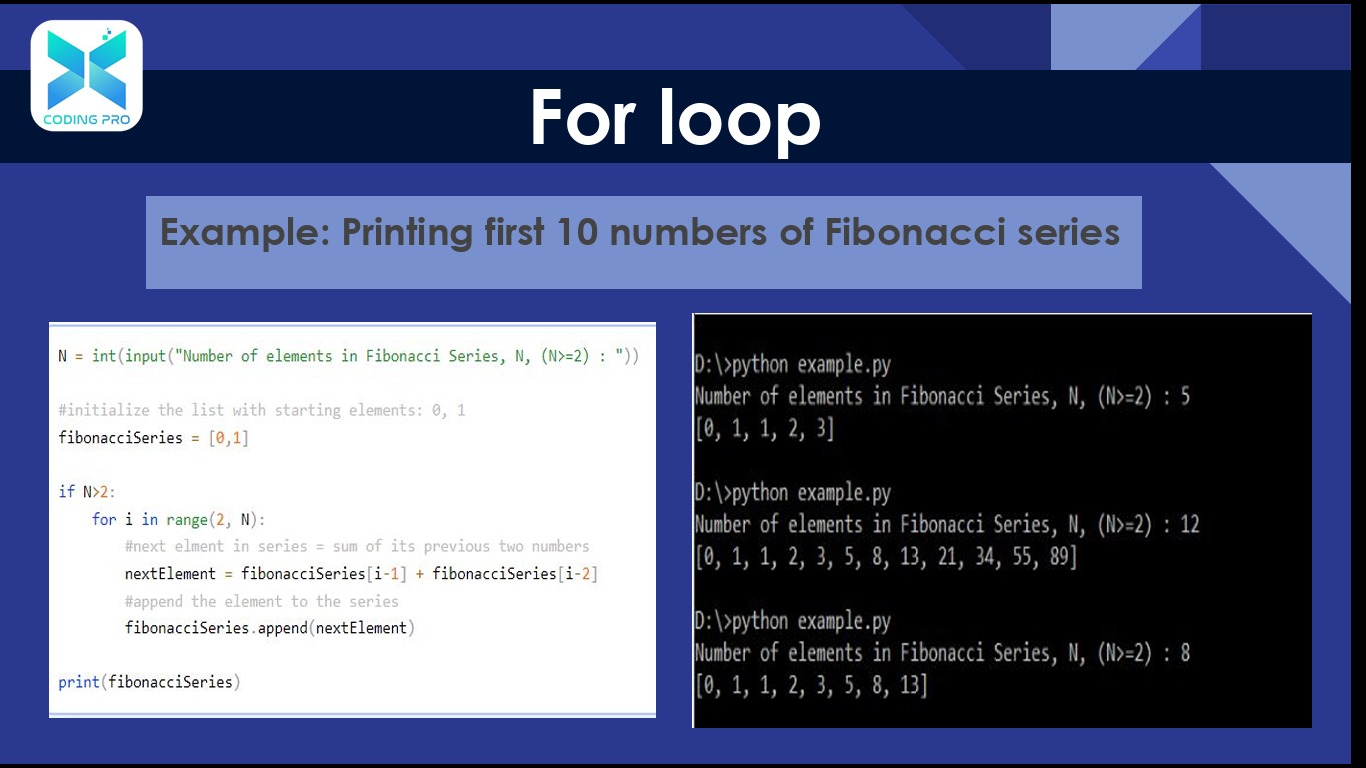 CODING PRO
For loop
Example: Printing first 10 numbers of Fibonacci series
N = int(input("Number of elements in Fibonacci Series, N, (N>=2) : "))
#initialize the list with starting elements: 0, 1
fibonacciSeries = [0,1]
if N>2:
    for i in range(2, N):
        #next elment in series = sum of its previous two numbers
        nextElement = fibonacciSeries[i-1] + fibonacciSeries[i-2]
        #append the element to the series
        fibonacciSeries.append(nextElement)
print(fibonacciSeries)
D:\>python example.py
Number of elements in Fibonacci Series, N, (N>=2) : 5
[0, 1, 1, 2, 3]
D:\>python example.py
Number of elements in Fibonacci Series, N, (N>=2) : 12
[0, 1, 1, 2, 3, 5, 8, 13, 21, 34, 55, 89]
D:\>python example.py
Number of elements in Fibonacci Series, N, (N>=2) : 8
[0, 1, 1, 2, 3, 5, 8, 13]